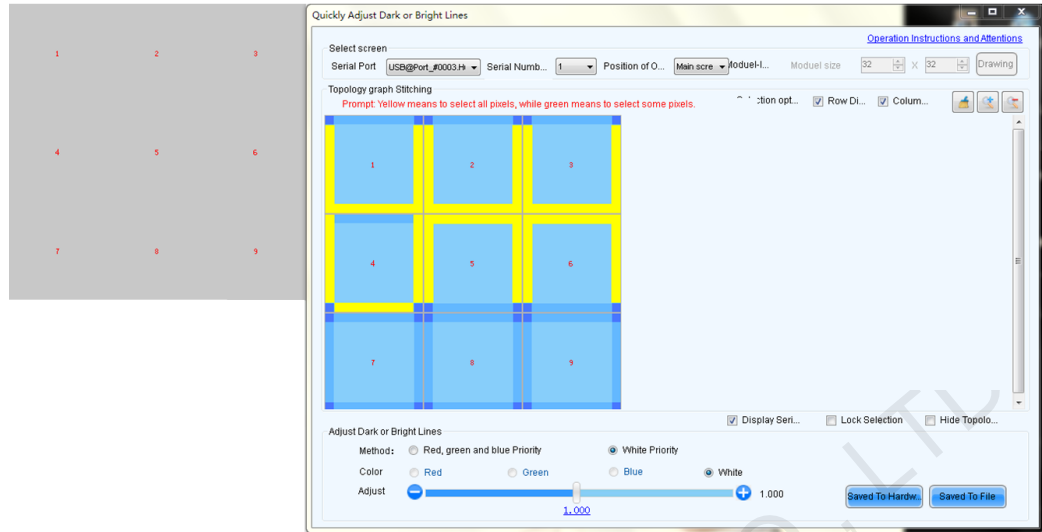 Quickly Adjust Dark or Bright Lines
Operation Instructions and Attentions
Select screen
Serial Port USB@Port_#0003.H Serial Numb... 1 Position of O... Main scre Moduel-I... Moduel size 32 X 32 Drawing
Topology graph Stitching
Prompt: Yellow means to select all pixels, while green means to select some pixels. ction opt... Row Di... Colum...
1 2 3
4 5 6
7 8 9
1 2 3
4 5 6
7 8 9
Display Seri... Lock Selection Hide Topolo...
Adjust Dark or Bright Lines
Method: Red, green and blue Priority White Priority
Color Red Green Blue White
Adjust 1.000
1.000
Saved To Hardw. Saved To File
, LTD